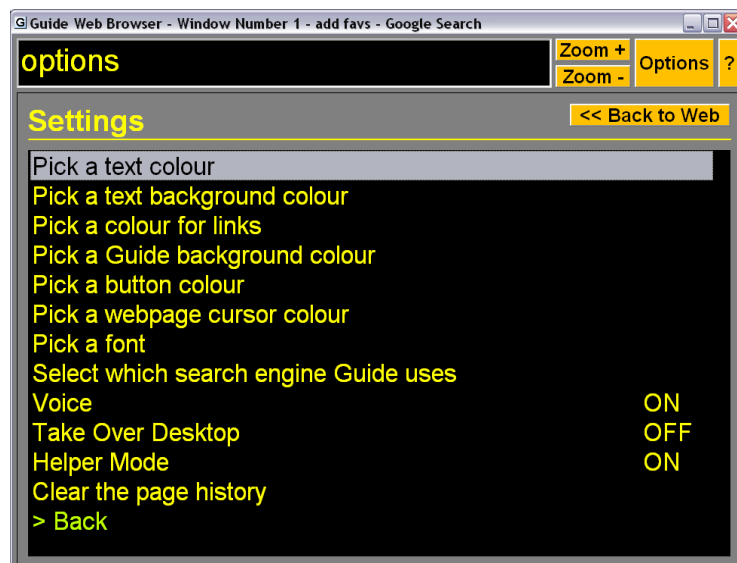 G Guide Web Browser - Window Number 1 - add favs - Google Search
options
Zoom +
Zoom -
Options
?
Settings
<< Back to Web
Pick a text colour
Pick a text background colour
Pick a colour for links
Pick a Guide background colour
Pick a button colour
Pick a webpage cursor colour
Pick a font
Select which search engine Guide uses
Voice ON
Take Over Desktop OFF
Helper Mode ON
Clear the page history
> Back